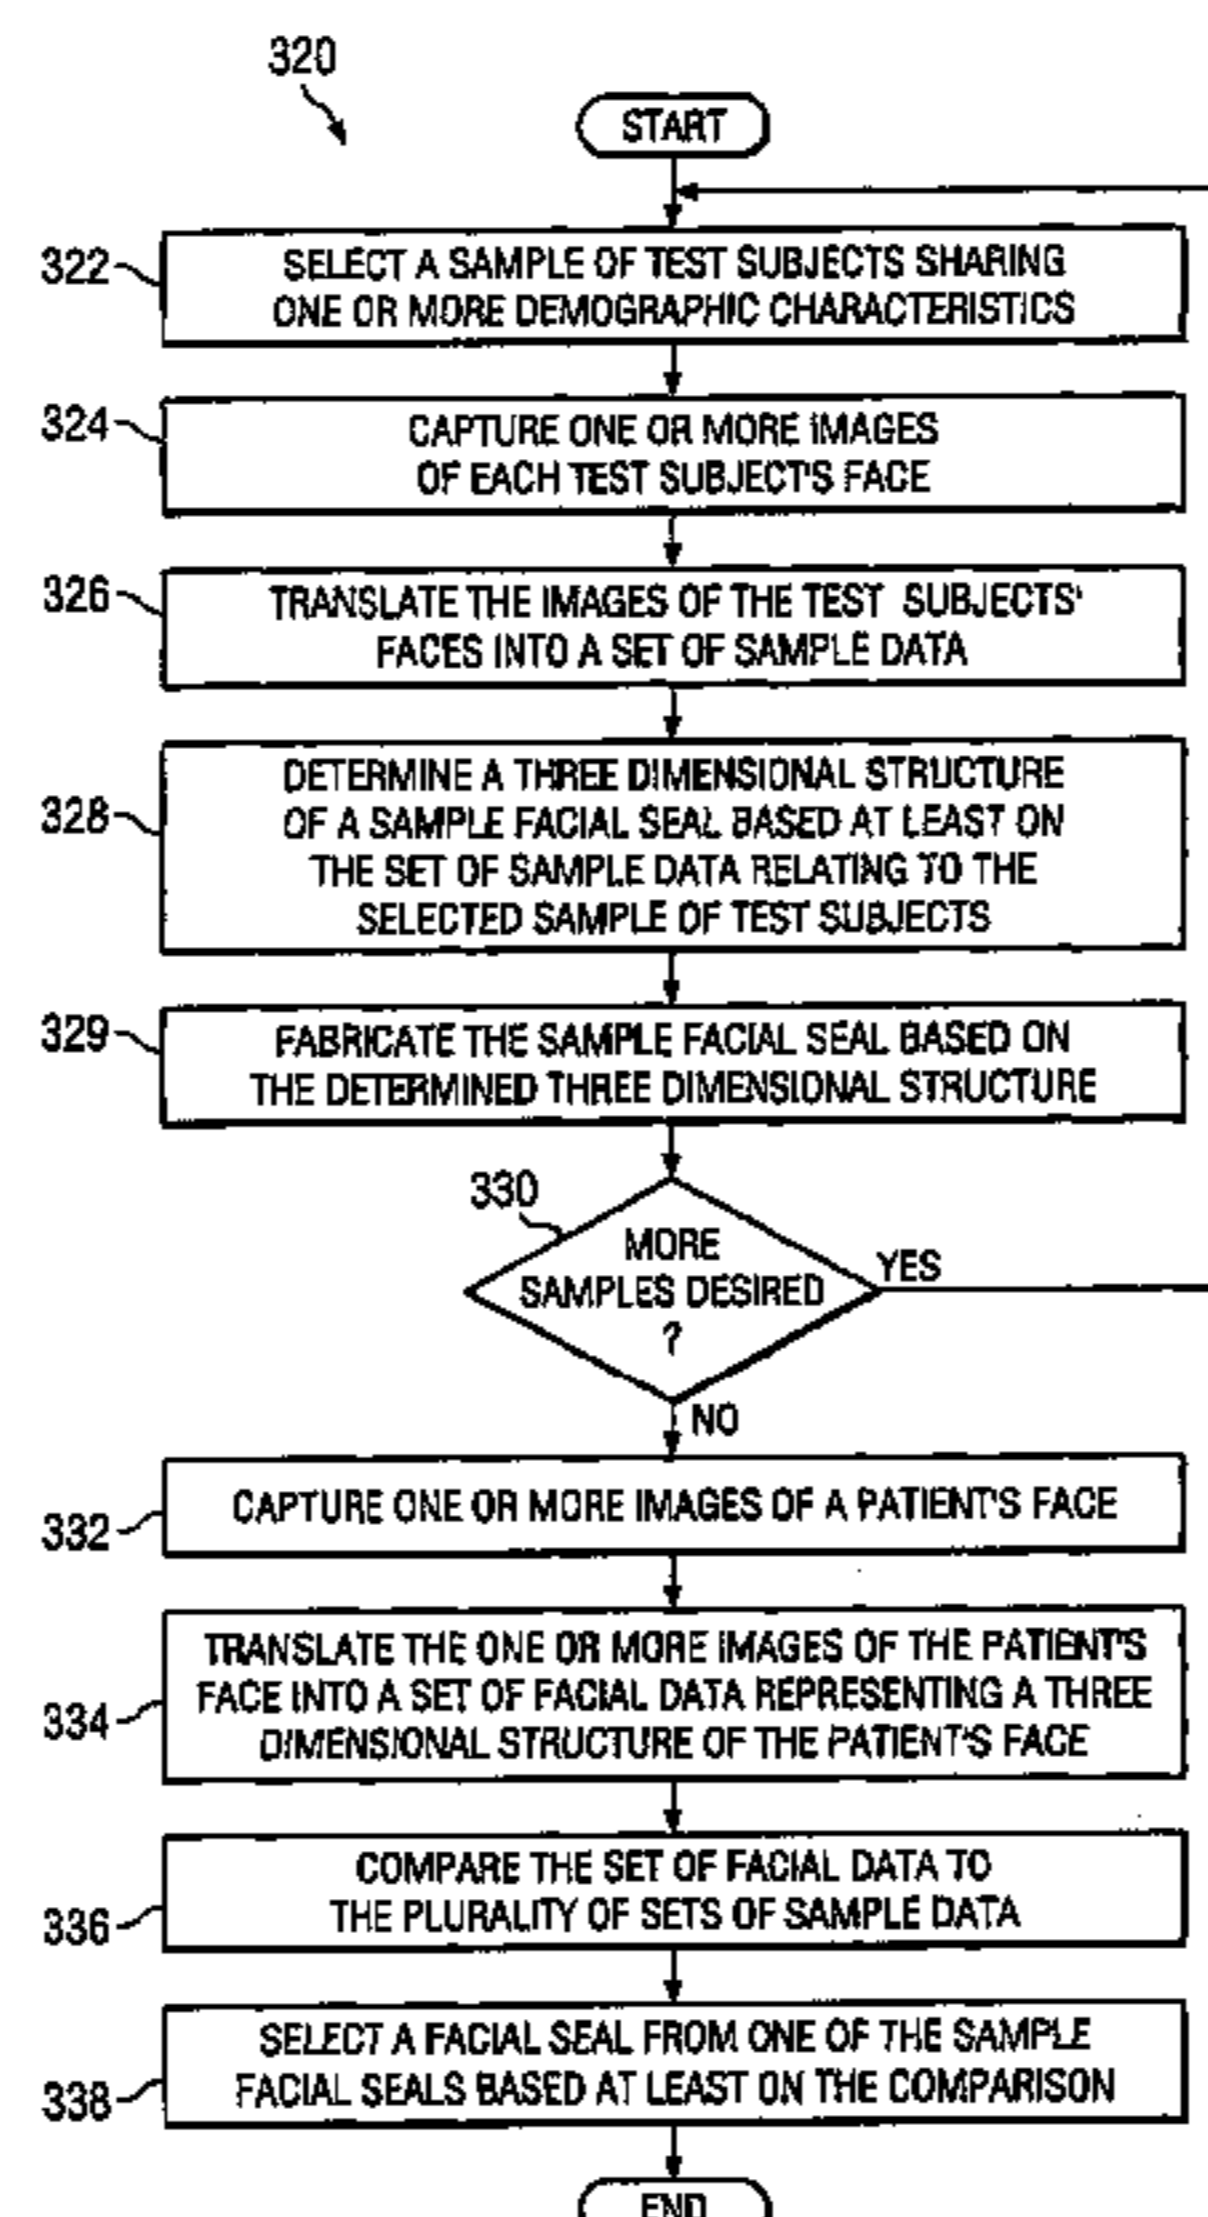 320
START
322
SELECT A SAMPLE OF TEST SUBJECTS SHARING
ONE OR MORE DEMOGRAPHIC CHARACTERISTICS
324
CAPTURE ONE OR MORE IMAGES
OF EACH TEST SUBJECT'S FACE
326
TRANSLATE THE IMAGES OF THE TEST SUBJECTS'
FACES INTO A SET OF SAMPLE DATA
328
DETERMINE A THREE DIMENSIONAL STRUCTURE
OF A SAMPLE FACIAL SEAL BASED AT LEAST ON
THE SET OF SAMPLE DATA RELATING TO THE
SELECTED SAMPLE OF TEST SUBJECTS
329
FABRICATE THE SAMPLE FACIAL SEAL BASED ON
THE DETERMINED THREE DIMENSIONAL STRUCTURE
330
MORE
SAMPLES DESIRED
?
YES
NO
332
CAPTURE ONE OR MORE IMAGES OF A PATIENT'S FACE
334
TRANSLATE THE ONE OR MORE IMAGES OF THE PATIENT'S
FACE INTO A SET OF FACIAL DATA REPRESENTING A THREE
DIMENSIONAL STRUCTURE OF THE PATIENT'S FACE
336
COMPARE THE SET OF FACIAL DATA TO
THE PLURALITY OF SETS OF SAMPLE DATA
338
SELECT A FACIAL SEAL FROM ONE OF THE SAMPLE
FACIAL SEALS BASED AT LEAST ON THE COMPARISON
END